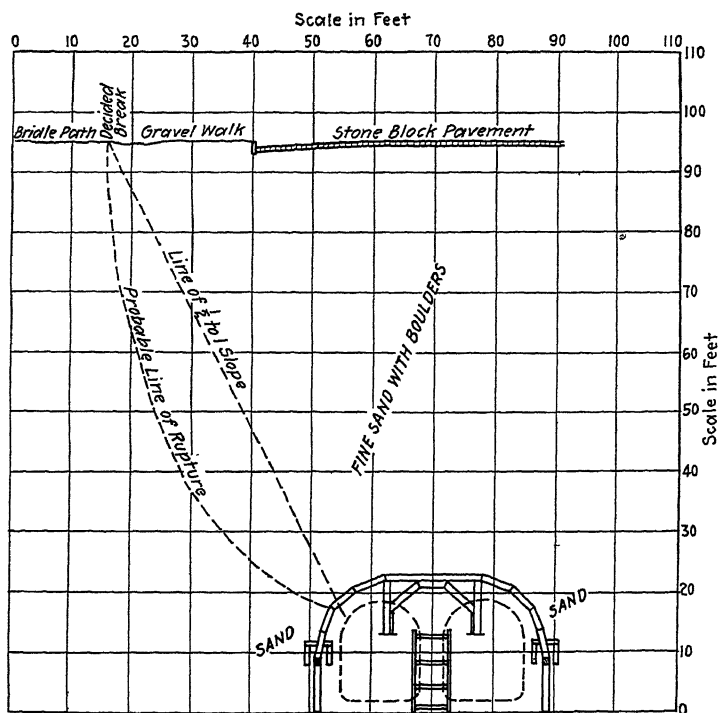 Scale in Feet
0 10 20 30 40 50 60 70 80 90 100 110
110
100
Bridle Path
Decided
Break
Gravel Walk
Stone Block Pavement
90
80
70
60
50
40
30
20
10
0
Scale in Feet
Line of ½ to 1 Slope
Probable Line of Rupture
FINE SAND WITH BOULDERS
SAND
SAND